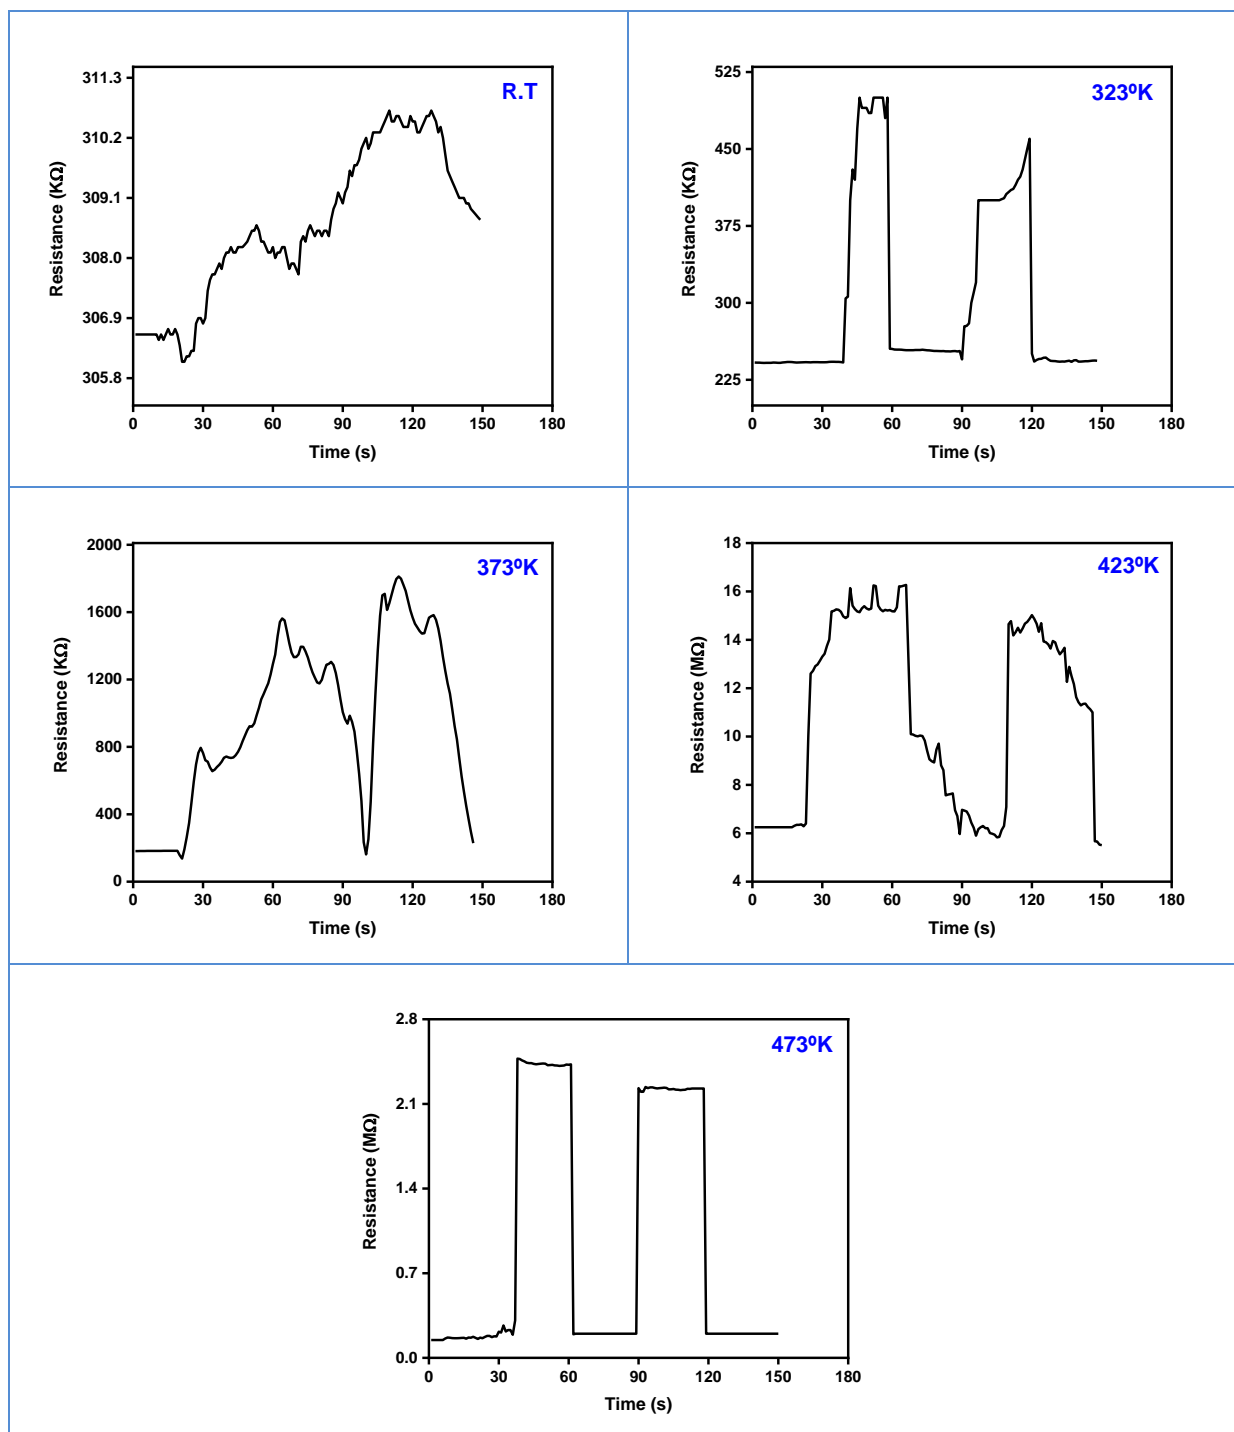 R.T
311.3
310.2
309.1
308.0
306.9
305.8
Resistance (KΩ)
0 30 60 90 120 150 180
Time (s)
323ºK
525
450
375
300
225
Resistance (KΩ)
0 30 60 90 120 150 180
Time (s)
373ºK
2000
1600
1200
800
400
0
Resistance (KΩ)
0 30 60 90 120 150 180
Time (s)
423ºK
18
16
14
12
10
8
6
4
Resistance (MΩ)
0 30 60 90 120 150 180
Time (s)
473ºK
2.8
2.1
1.4
0.7
0.0
Resistance (MΩ)
0 30 60 90 120 150 180
Time (s)